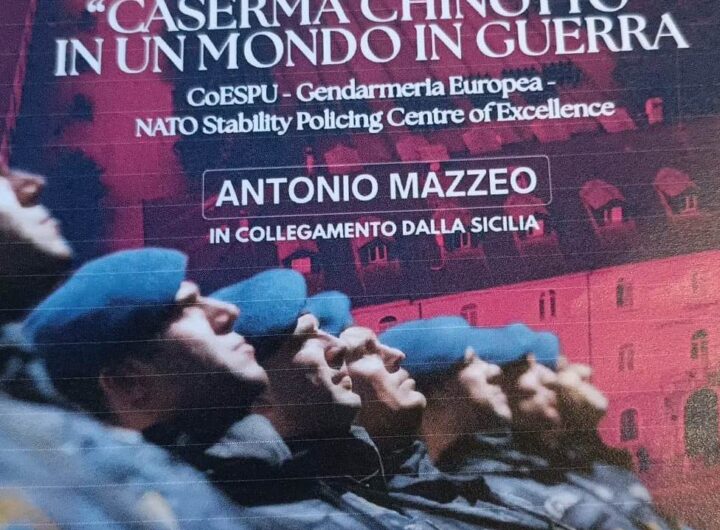 “CASERMA CHINOTTO”
IN UN MONDO IN GUERRA
CoESPU - Gendarmeria Europea -
NATO Stability Policing Centre of Excellence
ANTONIO MAZZEO
IN COLLEGAMENTO DALLA SICILIA